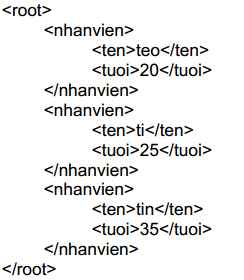 <root>
<nhanvien>
<ten>teo</ten>
<tuoi>20</tuoi>
</nhanvien>
<nhanvien>
<ten>ti</ten>
<tuoi>25</tuoi>
</nhanvien>
<nhanvien>
<ten>tin</ten>
<tuoi>35</tuoi>
</nhanvien>
</root>